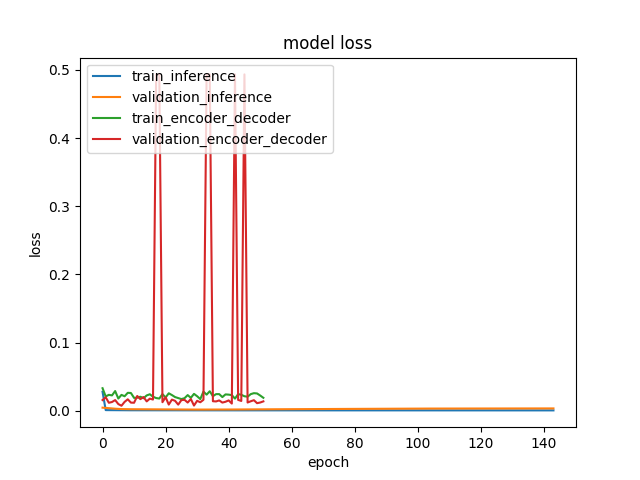 model loss
train_inference
validation_inference
train_encoder_decoder
validation_encoder_decoder
0.5
0.4
0.3
0.2
0.1
0.0
loss
0 20 40 60 80 100 120 140
epoch